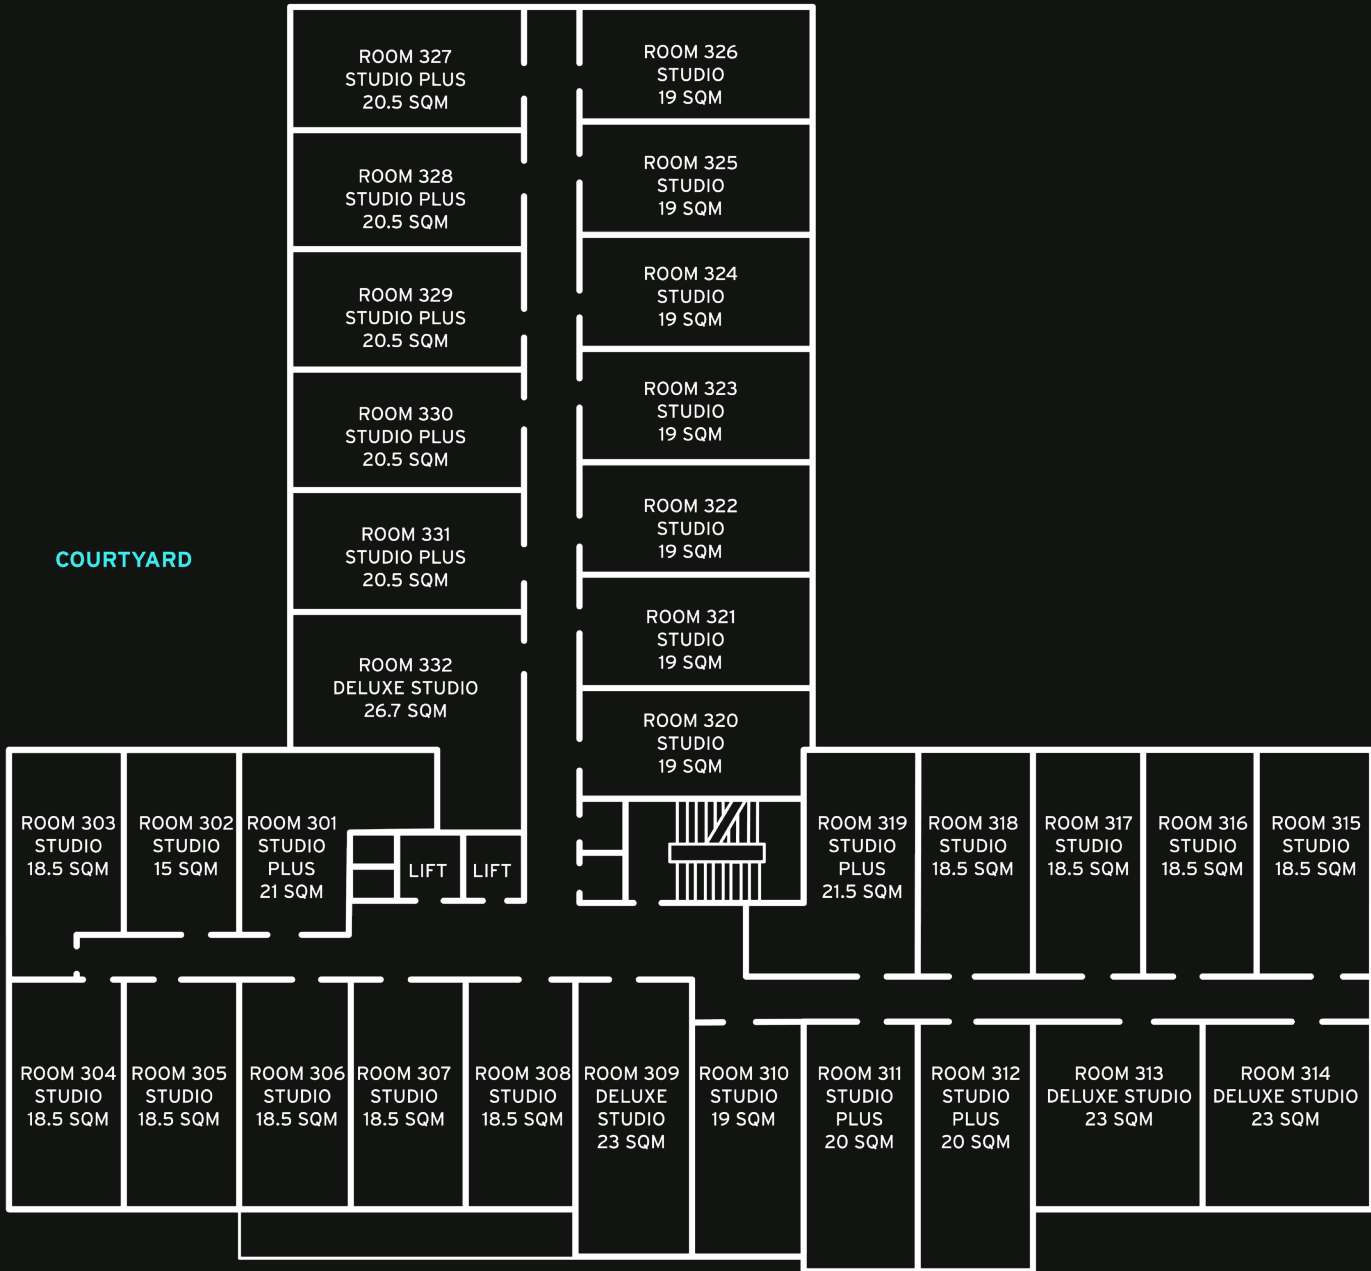 ROOM 327
STUDIO PLUS
20.5 SQM
ROOM 326
STUDIO
19 SQM
ROOM 328
STUDIO PLUS
20.5 SQM
ROOM 325
STUDIO
19 SQM
ROOM 329
STUDIO PLUS
20.5 SQM
ROOM 324
STUDIO
19 SQM
ROOM 330
STUDIO PLUS
20.5 SQM
ROOM 323
STUDIO
19 SQM
COURTYARD
ROOM 331
STUDIO PLUS
20.5 SQM
ROOM 322
STUDIO
19 SQM
ROOM 321
STUDIO
19 SQM
ROOM 332
DELUXE STUDIO
26.7 SQM
ROOM 320
STUDIO
19 SQM
ROOM 303
STUDIO
18.5 SQM
ROOM 302
STUDIO
15 SQM
ROOM 301
STUDIO
PLUS
21 SQM
LIFT
LIFT
ROOM 319
STUDIO
PLUS
21.5 SQM
ROOM 318
STUDIO
18.5 SQM
ROOM 317
STUDIO
18.5 SQM
ROOM 316
STUDIO
18.5 SQM
ROOM 315
STUDIO
18.5 SQM
ROOM 304
STUDIO
18.5 SQM
ROOM 305
STUDIO
18.5 SQM
ROOM 306
STUDIO
18.5 SQM
ROOM 307
STUDIO
18.5 SQM
ROOM 308
STUDIO
18.5 SQM
ROOM 309
DELUXE
STUDIO
23 SQM
ROOM 310
STUDIO
19 SQM
ROOM 311
STUDIO
PLUS
20 SQM
ROOM 312
STUDIO
PLUS
20 SQM
ROOM 313
DELUXE STUDIO
23 SQM
ROOM 314
DELUXE STUDIO
23 SQM